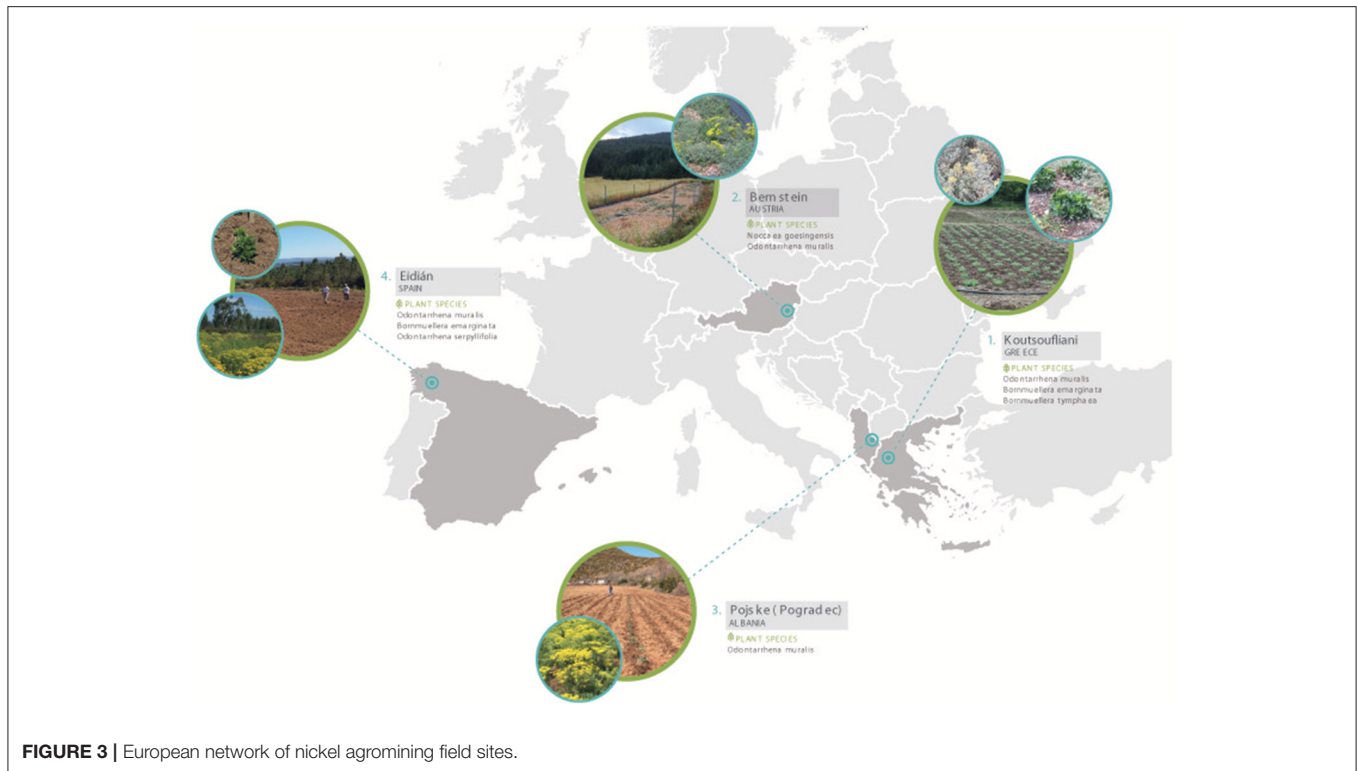 2. Bernstein
AUSTRIA
PLANT SPECIES
Noccaea goesingensis
Odontarrhena muralis
4. Eidián
SPAIN
PLANT SPECIES
Odontarrhena muralis
Bornmuellera emarginata
Odontarrhena serpyllifolia
1. Koutsoufliani
GREECE
PLANT SPECIES
Odontarrhena muralis
Bornmuellera emarginata
Bornmuellera tymphaea
3. Pojske (Pogradec)
ALBANIA
PLANT SPECIES
Odontarrhena muralis
FIGURE 3 | European network of nickel agromining field sites.